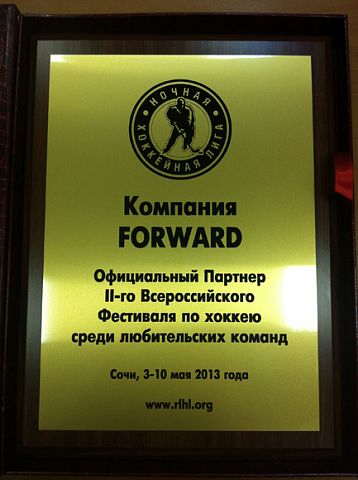 НОЧНАЯ
ХОККЕЙНАЯ ЛИГА
Компания
FORWARD
Официальный Партнер
II-го Всероссийского
Фестиваля по хоккею
среди любительских команд
Сочи, 3-10 мая 2013 года
www.rlhl.org